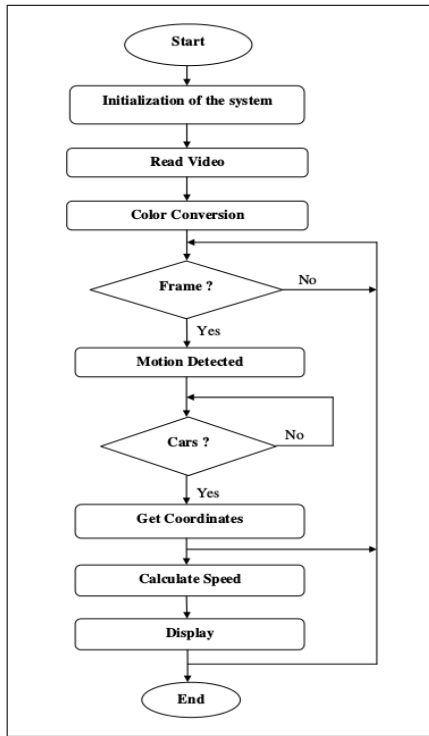 Start
Initialization of the system
Read Video
Color Conversion
Frame ?
No
Yes
Motion Detected
Cars ?
No
Yes
Get Coordinates
Calculate Speed
Display
End